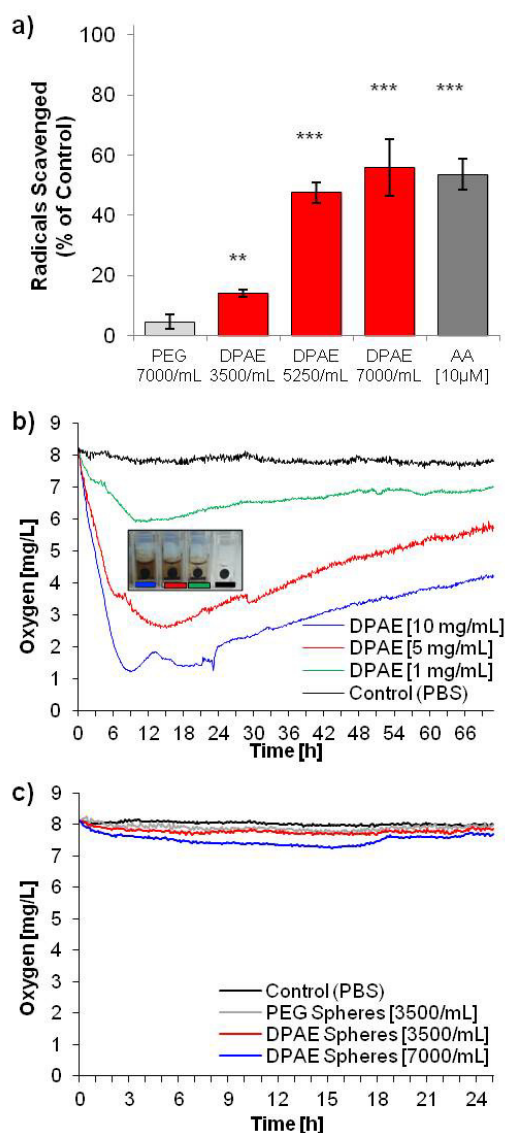 a)
Radicals Scavenged
(% of Control)
100
80
60
40
20
0
**
***
***
***
PEG
7000/mL
DPAE
3500/mL
DPAE
5250/mL
DPAE
7000/mL
AA
[10µM]
b)
Oxygen [mg/L]
9
8
7
6
5
4
3
2
1
0
DPAE [10 mg/mL]
DPAE [5 mg/mL]
DPAE [1 mg/mL]
Control (PBS)
0 6 12 18 24 30 36 42 48 54 60 66
Time [h]
c)
Oxygen [mg/L]
9
8
7
6
5
4
3
2
1
0
Control (PBS)
PEG Spheres [3500/mL]
DPAE Spheres [3500/mL]
DPAE Spheres [7000/mL]
0 3 6 9 12 15 18 21 24
Time [h]